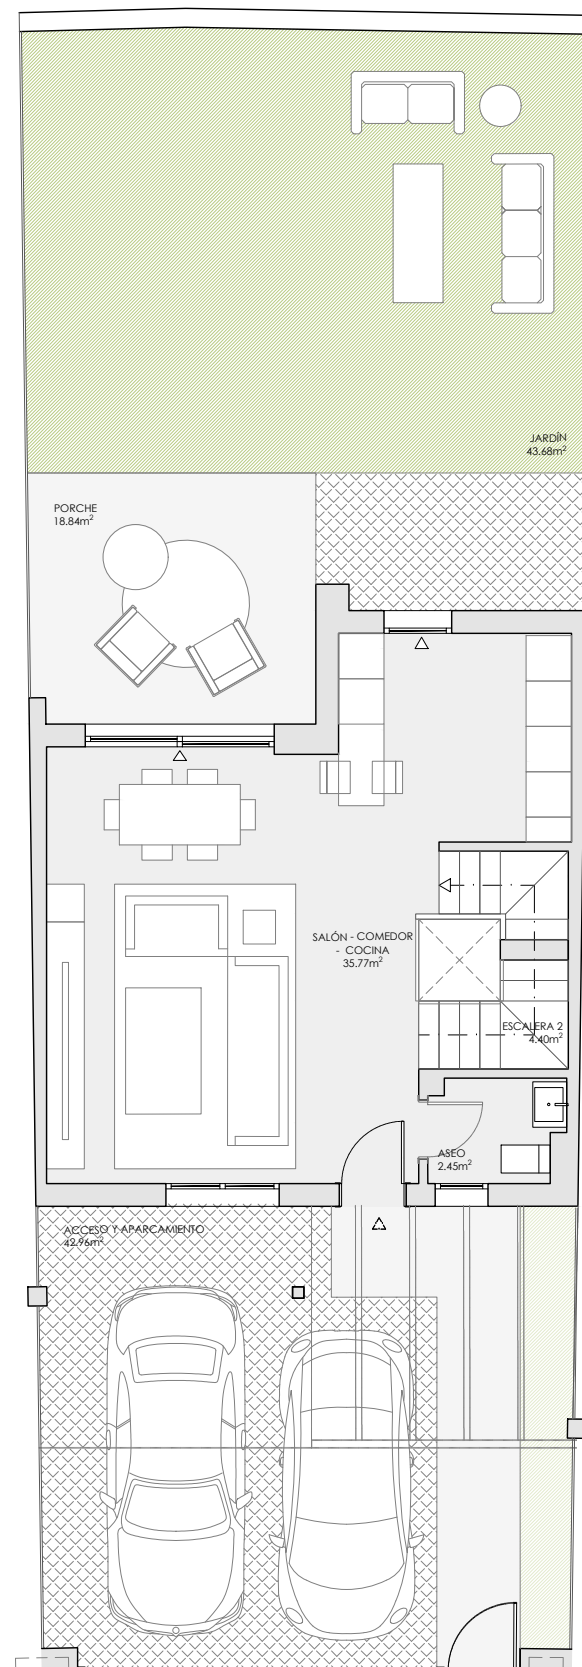 JARDÍN
43.68m²
PORCHE
18.84m²
SALÓN - COMEDOR
- COCINA
35.77m²
ESCALERA 2
4.40m²
ASEO
2.45m²
ACCESO Y APARCAMIENTO
42.96m²